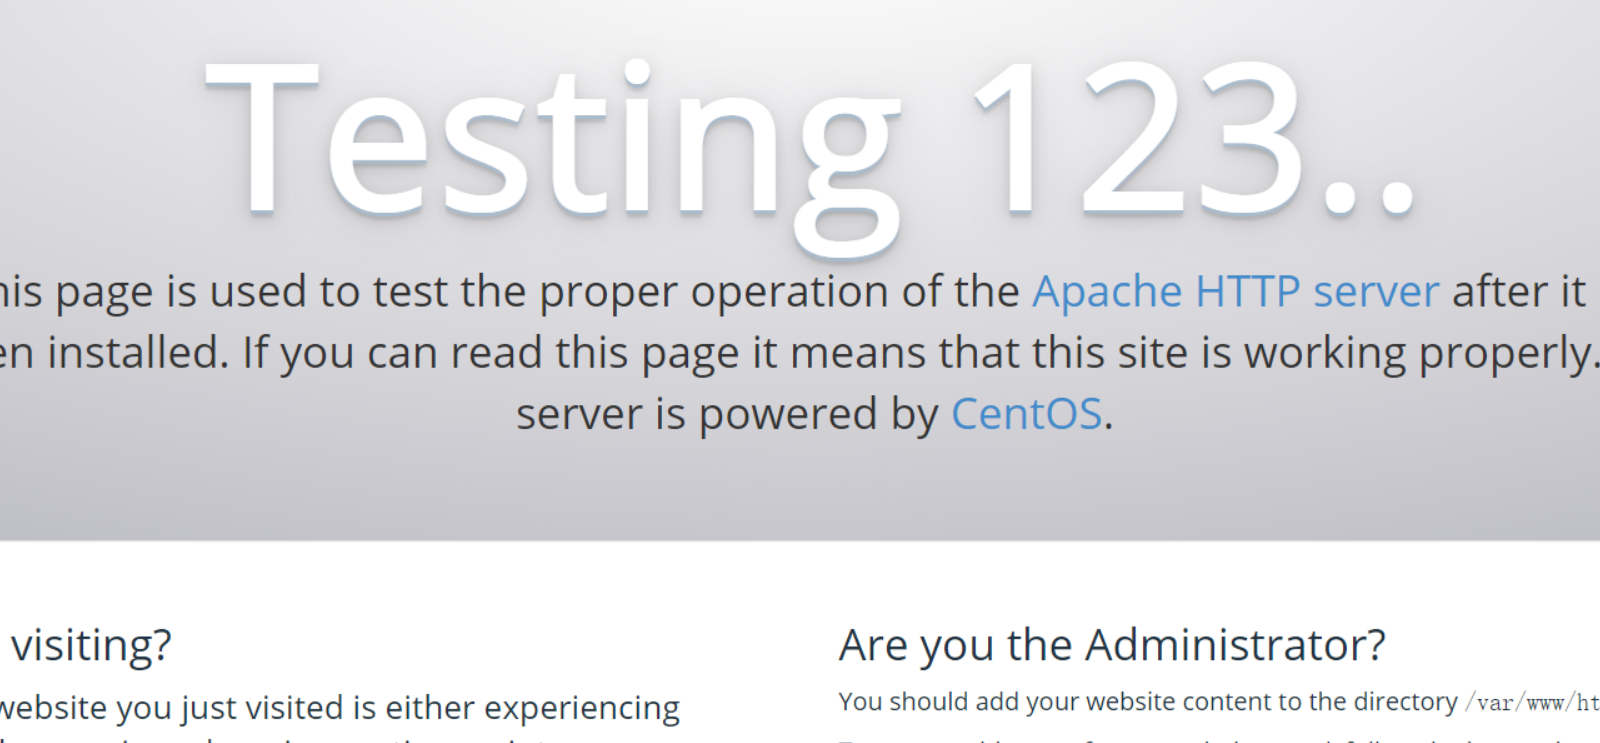 Testing 123..
his page is used to test the proper operation of the Apache HTTP server after it
en installed. If you can read this page it means that this site is working properly.
server is powered by CentOS.
visiting?
website you just visited is either experiencing
Are you the Administrator?
You should add your website content to the directory /var/www/ht